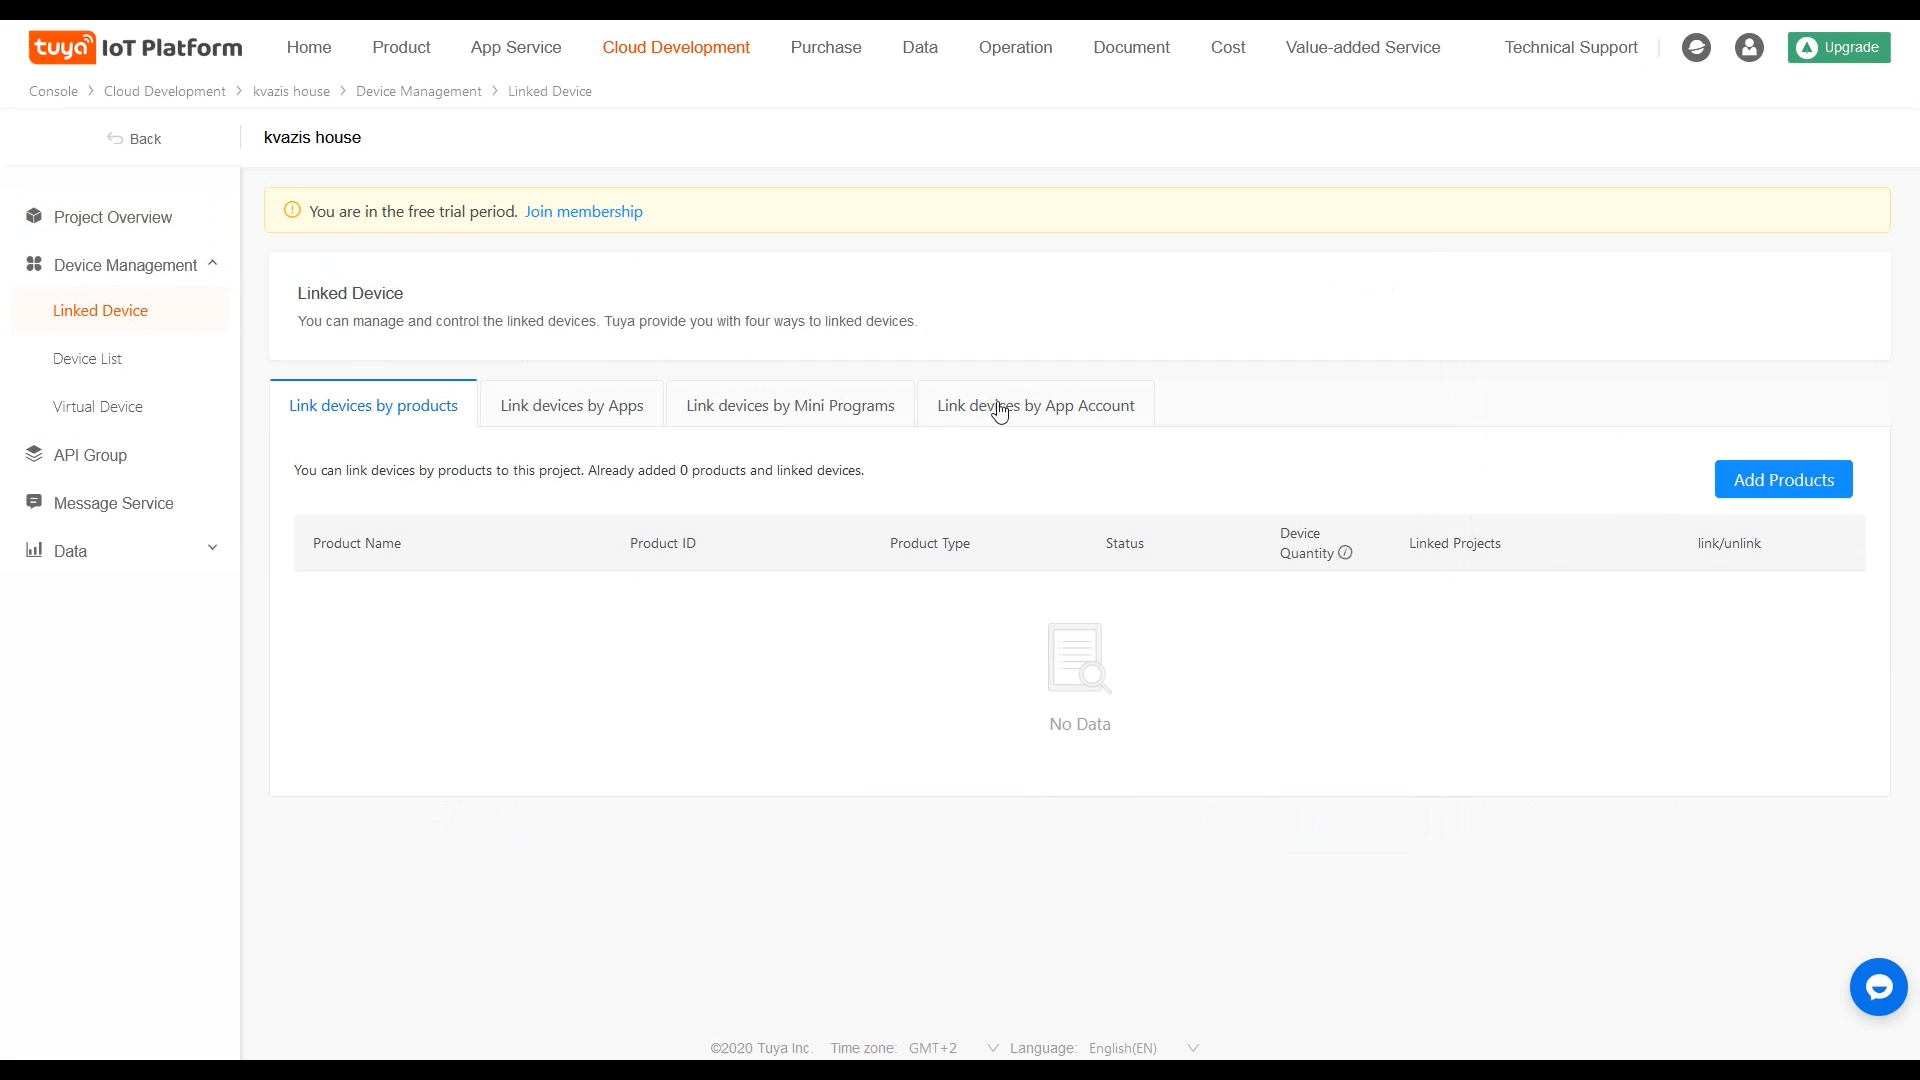 tuya IoT Platform
Home Product App Service Cloud Development Purchase Data Operation Document Cost Value-added Service Technical Support Upgrade
Console > Cloud Development > kvazis house > Device Management > Linked Device
Back
kvazis house
You are in the free trial period. Join membership
Project Overview
Device Management
Linked Device
Device List
Virtual Device
API Group
Message Service
Data
Linked Device
You can manage and control the linked devices. Tuya provide you with four ways to linked devices.
Link devices by products Link devices by Apps Link devices by Mini Programs Link devices by App Account
You can link devices by products to this project. Already added 0 products and linked devices.
Add Products
Product Name Product ID Product Type Status Device Quantity Linked Projects link/unlink
No Data
©2020 Tuya Inc. Time zone: GMT+2 Language: English(EN)